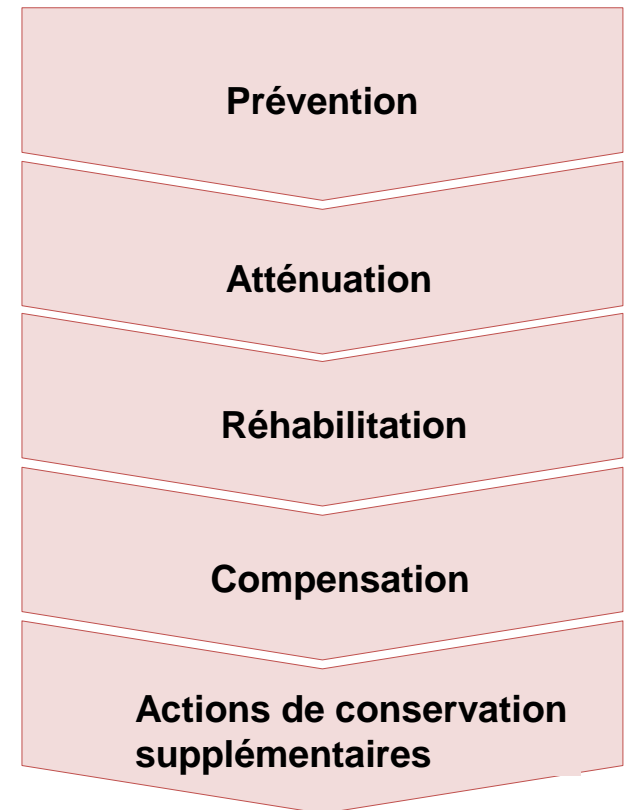 Prévention
Atténuation
Réhabilitation
Compensation
Actions de conservation
supplémentaires